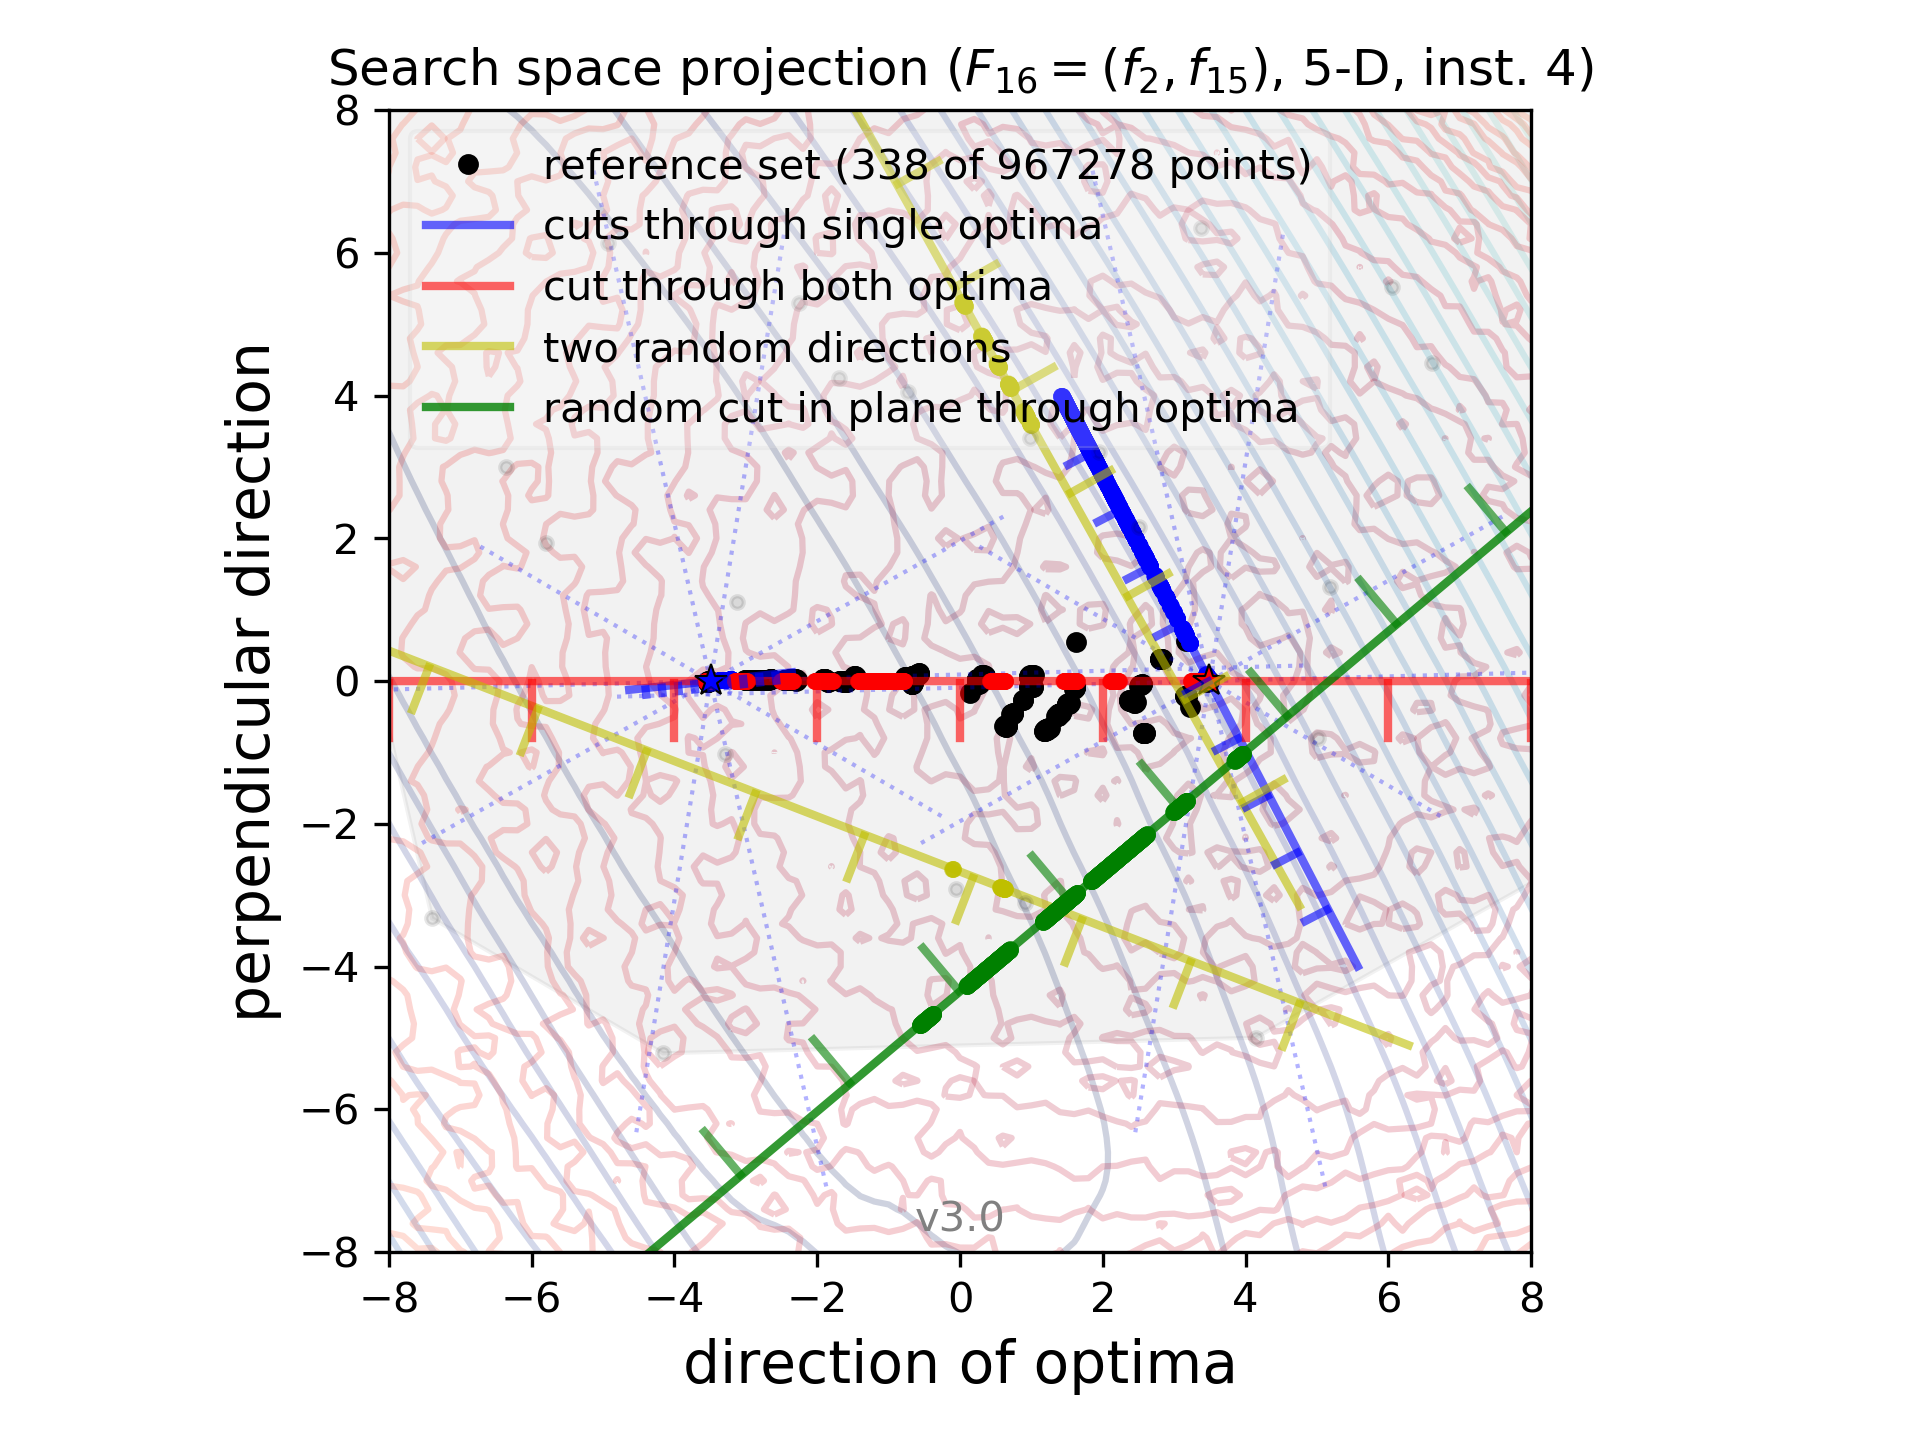 Search space projection (F₁₆ = (f₂, f₁₅), 5-D, inst. 4)
8
6
4
2
0
−2
−4
−6
−8
perpendicular direction
reference set (338 of 967278 points)
cuts through single optima
cut through both optima
two random directions
random cut in plane through optima
v3.0
−8 −6 −4 −2 0 2 4 6 8
direction of optima